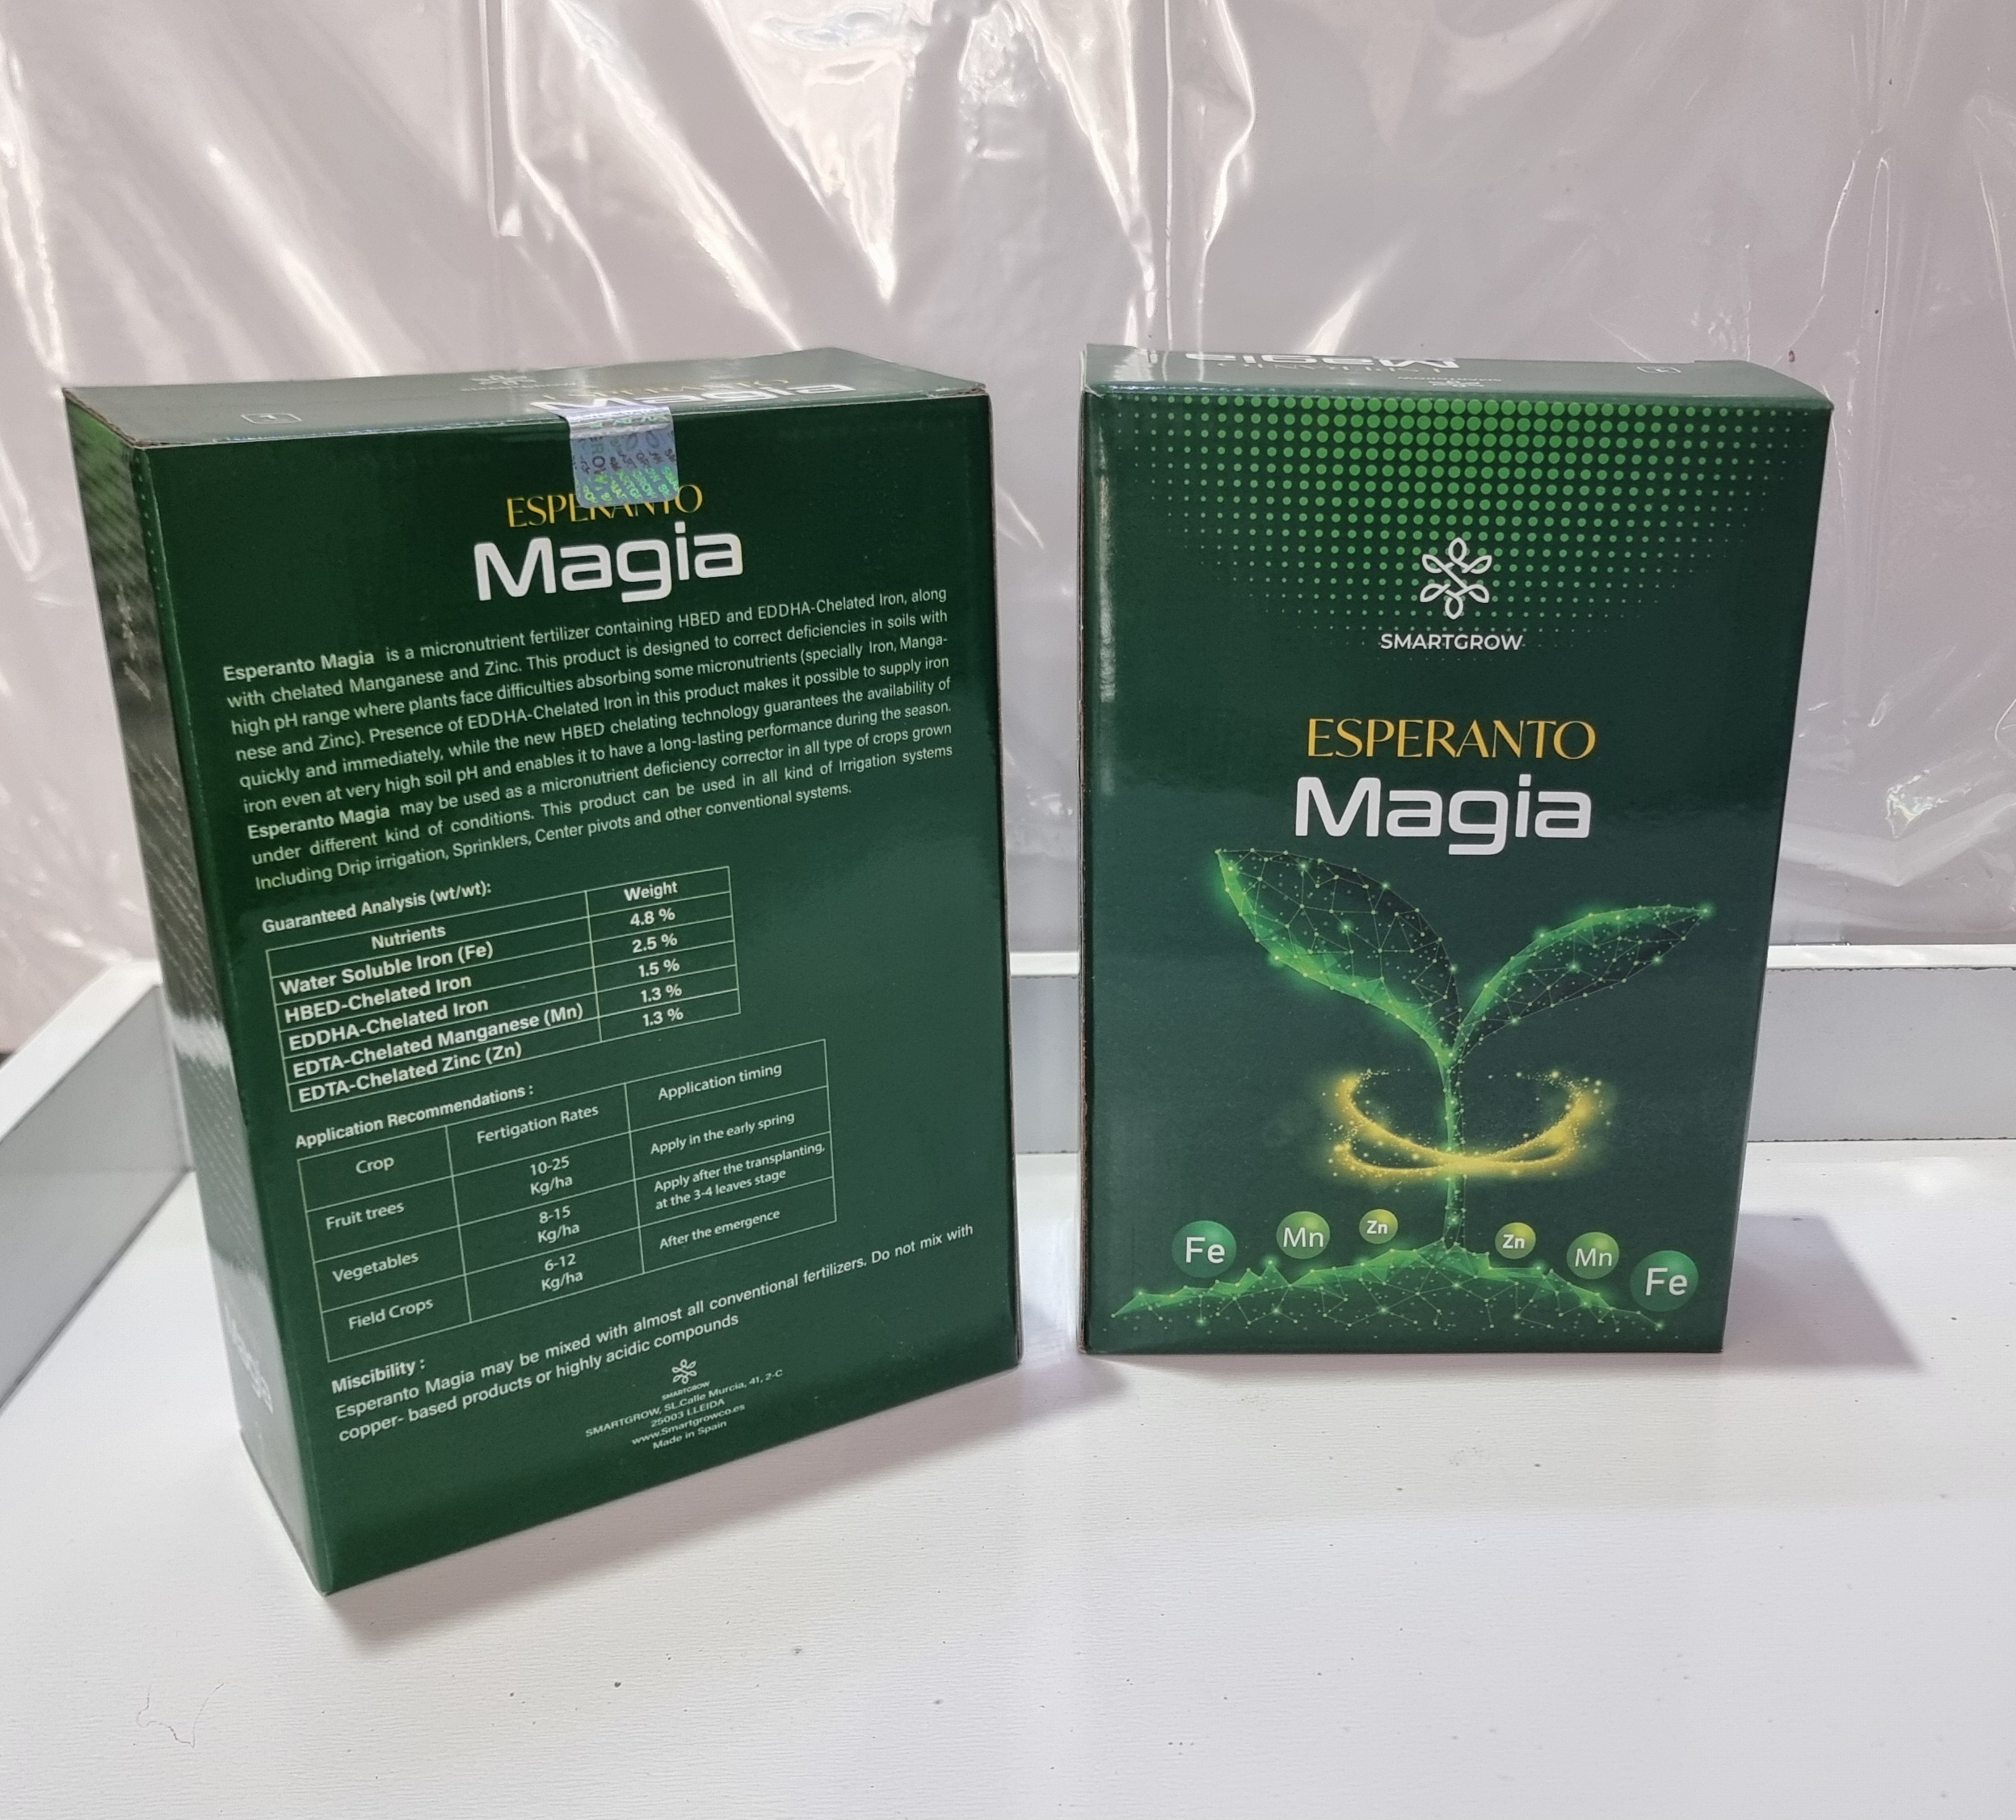 ESPERANTO
Magia
Esperanto Magia is a micronutrient fertilizer containing HBED and EDDHA-Chelated Iron, along
with chelated Manganese and Zinc. This product is designed to correct deficiencies in soils with
high pH range where plants face difficulties absorbing some micronutrients (specially Iron, Manga-
nese and Zinc). Presence of EDDHA-Chelated Iron in this product makes it possible to supply iron
quickly and immediately, while the new HBED chelating technology guarantees the availability of
iron even at very high soil pH and enables it to have a long-lasting performance during the season.
Esperanto Magia may be used as a micronutrient deficiency corrector in all type of crops grown
under different kind of conditions. This product can be used in all kind of Irrigation systems
Including Drip irrigation, Sprinklers, Center pivots and other conventional systems.
Guaranteed Analysis (wt/wt):
Nutrients Weight
Water Soluble Iron (Fe) 4.8 %
HBED-Chelated Iron 2.5 %
EDDHA-Chelated Iron 1.5 %
EDTA-Chelated Manganese (Mn) 1.3 %
EDTA-Chelated Zinc (Zn) 1.3 %
Application Recommendations :
Crop Fertigation Rates Application timing
Fruit trees 10-25 Kg/ha Apply in the early spring
Vegetables 8-15 Kg/ha Apply after the transplanting, at the 3-4 leaves stage
Field Crops 6-12 Kg/ha After the emergence
Miscibility :
Esperanto Magia may be mixed with almost all conventional fertilizers. Do not mix with
copper- based products or highly acidic compounds
SMARTGROW
SMARTGROW, SL.Calle Murcia, 41, 2-C
25003 LLEIDA
www.Smartgrowco.es
Made in Spain
Magia
SMARTGROW
ESPERANTO
Magia
Fe Mn Zn Zn Mn Fe